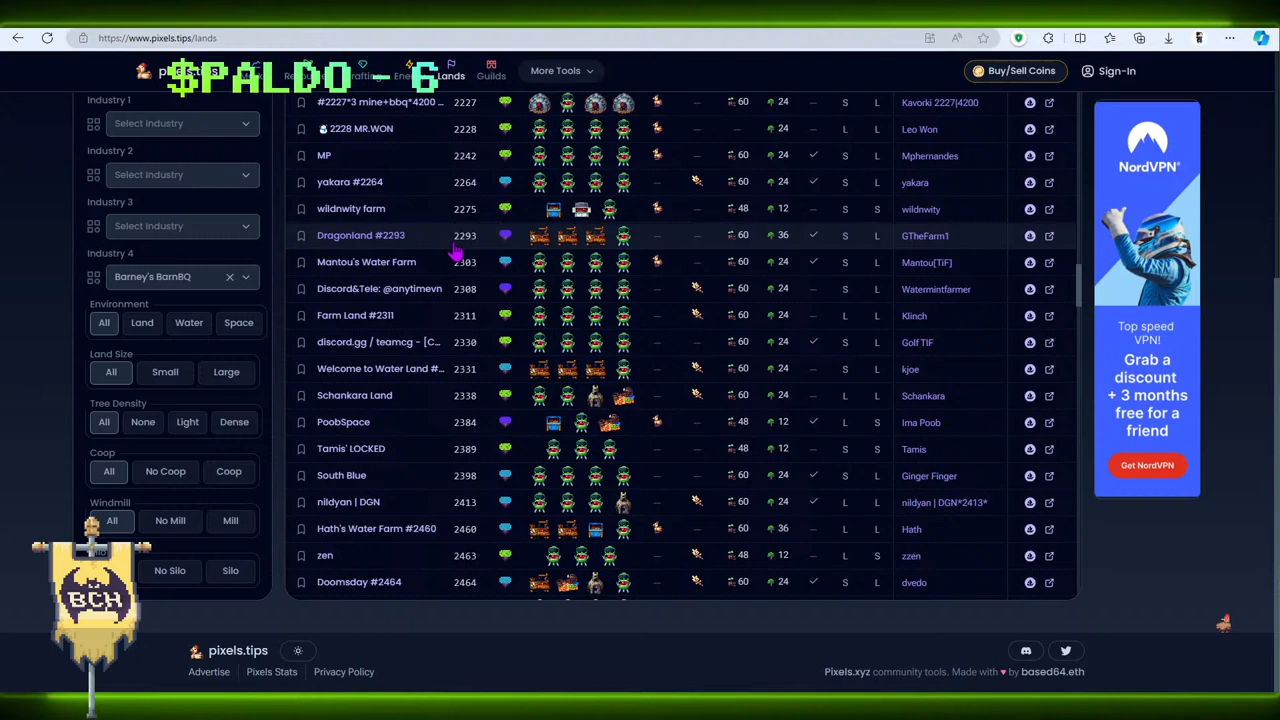 https://www.pixels.tips/lands
pixels.tips
Lands
Guilds
More Tools
Buy/Sell Coins
Sign-In
$PALDO - 6
Industry 1
Select Industry
Industry 2
Select Industry
Industry 3
Select Industry
Industry 4
Barney's BarnBQ
Environment
All Land Water Space
Land Size
All Small Large
Tree Density
All None Light Dense
Coop
All No Coop Coop
Windmill
All No Mill Mill
No Silo Silo
#2227*3 mine+bbq*4200 ... 2227 — 60 24 S L Kavorki 2227|4200
2228 MR.WON 2228 — — 24 L L Leo Won
MP 2242 — 60 24 S L Mphernandes
yakara #2264 2264 — 60 24 S L yakara
wildnwity farm 2275 — 48 12 — S L wildnwity
Dragonland #2293 2293 — — 60 36 S L GTheFarm1
Mantou's Water Farm 2303 — 60 24 — S L Mantou[TiF]
Discord&Tele: @anytimevn 2308 — 60 24 — S L Watermintfarmer
Farm Land #2311 2311 — 60 24 — S L Klinch
discord.gg / teamcg - [C... 2330 — — 60 24 S L Golf TIF
Welcome to Water Land #... 2331 — 60 24 — S L kjoe
Schankara Land 2338 — — 60 24 — S L Schankara
PoobSpace 2384 — 48 12 S L Ima Poob
Tamis' LOCKED 2389 — — 48 12 — S L Tamis
South Blue 2398 — — 60 24 S L Ginger Finger
nildyan | DGN 2413 — 60 24 L L nildyan | DGN*2413*
Hath's Water Farm #2460 2460 — 60 36 — L L Hath
zen 2463 — 48 12 — L S zzen
Doomsday #2464 2464 — 60 24 S L dvedo
NordVPN®
Top speed
VPN!
Grab a
discount
+ 3 months
free for a
friend
Get NordVPN
BCH
pixels.tips
Advertise Pixels Stats Privacy Policy
Pixels.xyz community tools. Made with ♥ by based64.eth